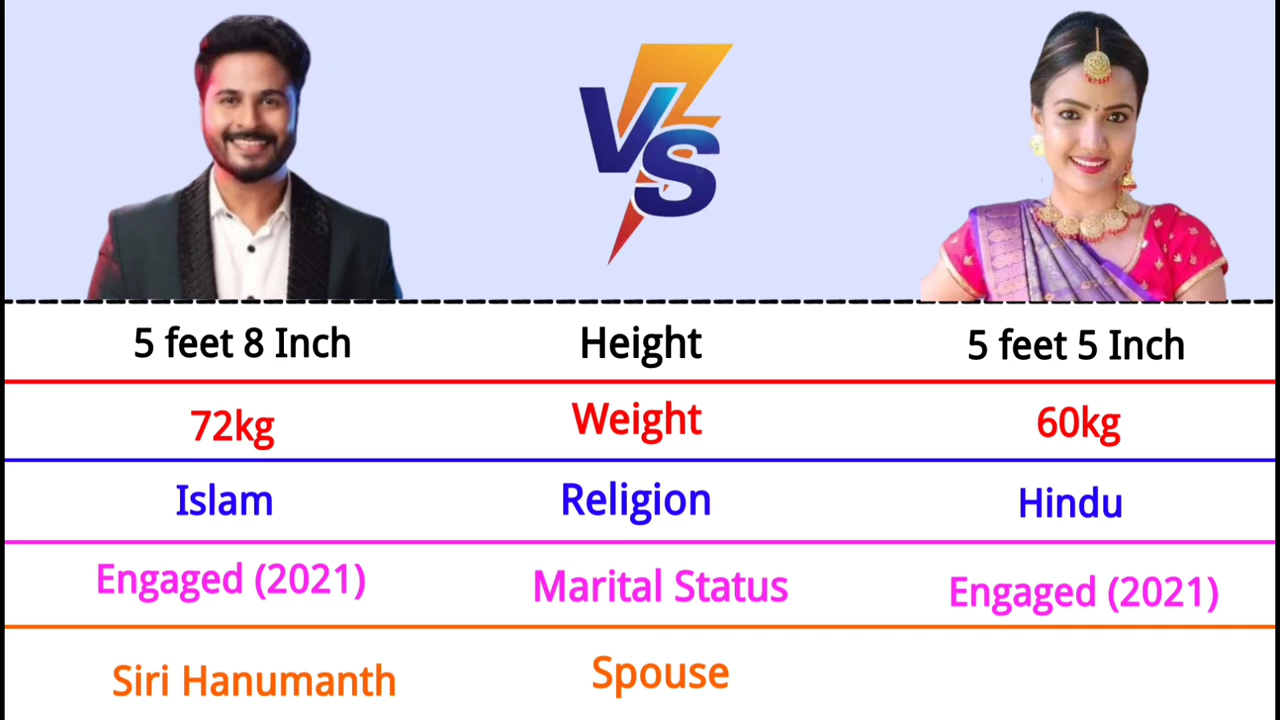 VS
5 feet 8 Inch Height 5 feet 5 Inch
72kg Weight 60kg
Islam Religion Hindu
Engaged (2021) Marital Status Engaged (2021)
Siri Hanumanth Spouse